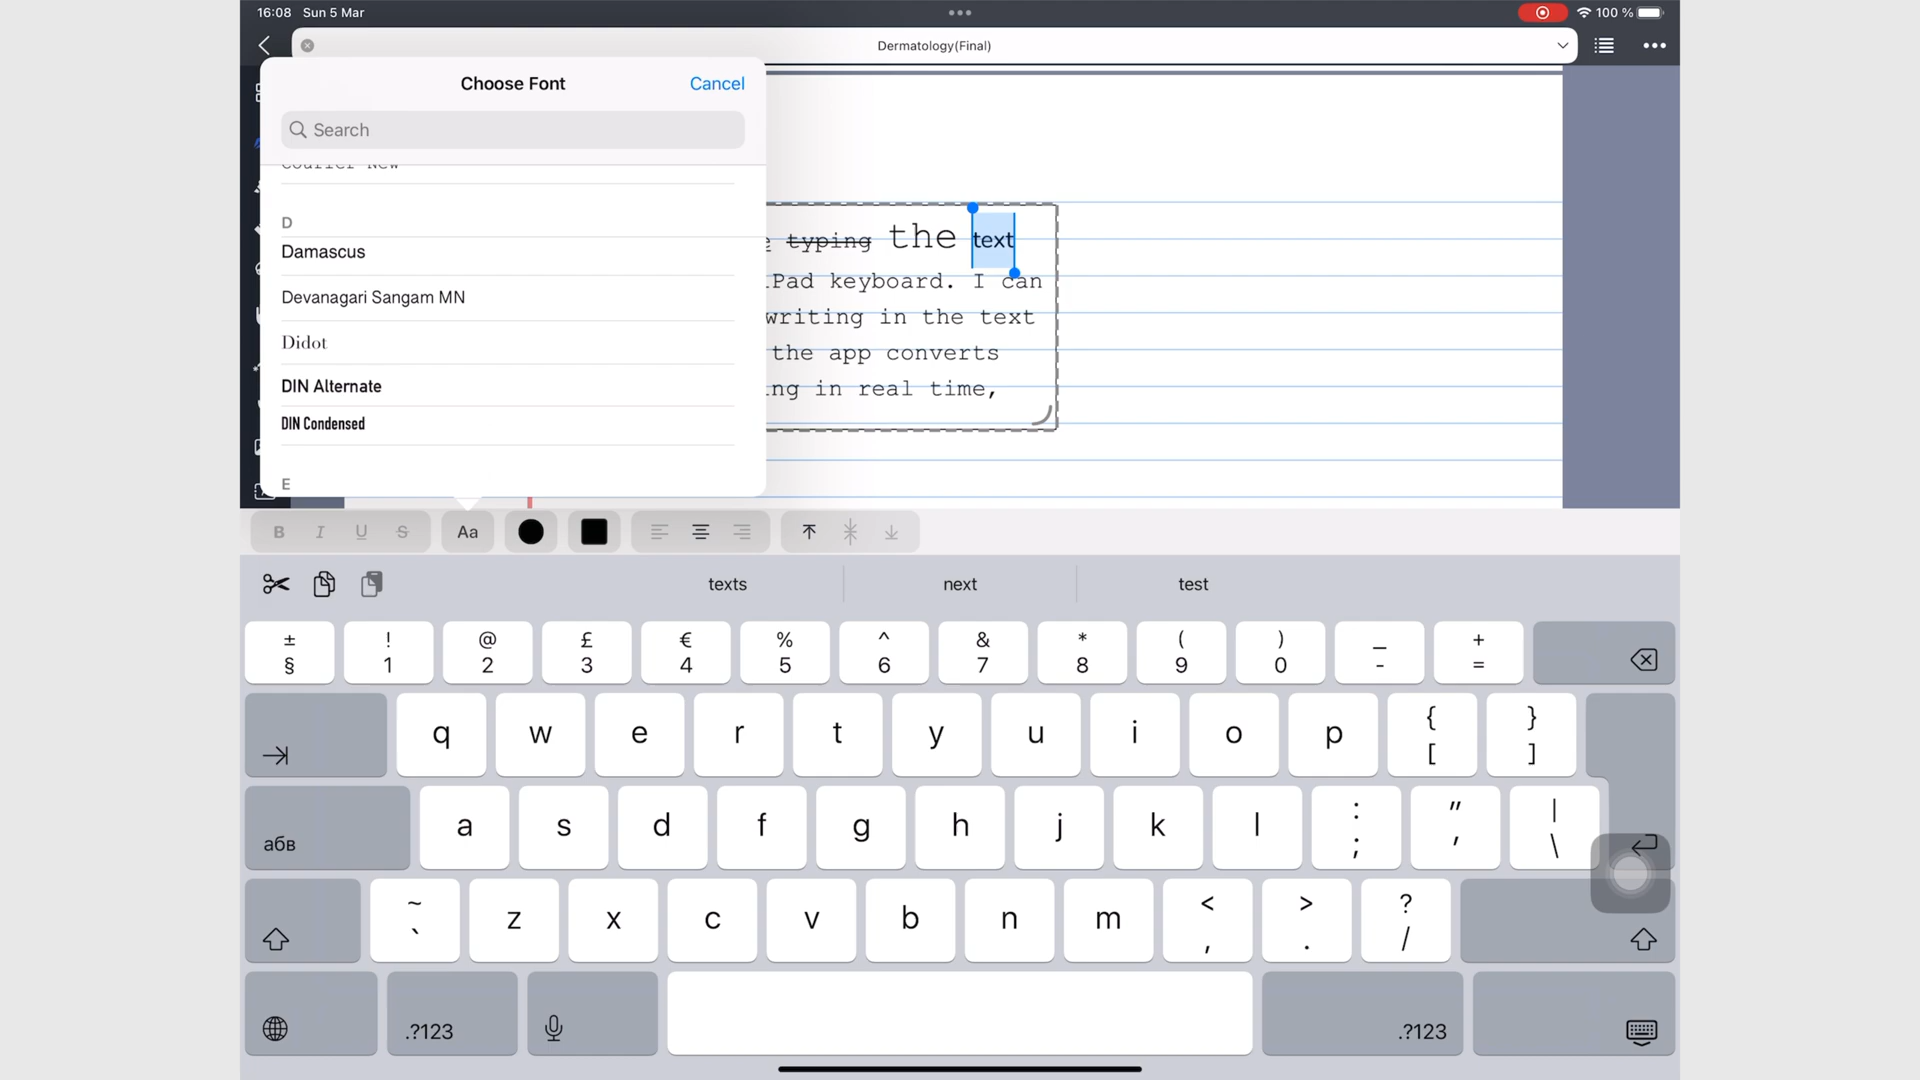 16:08 Sun 5 Mar
100 %
Dermatology(Final)
Choose Font
Cancel
Search
Courier New
D
Damascus
Devanagari Sangam MN
Didot
DIN Alternate
DIN Condensed
E
typing the text
Pad keyboard. I can
writing in the text
the app converts
ng in real time,
B I U S Aa
texts next test
± ! @ £ € % ^ & * ( ) _ +
§ 1 2 3 4 5 6 7 8 9 0 - =
q w e r t y u i o p { [ } ]
абв a s d f g h j k l : ; " ' | \
~ ` z x c v b n m < , > . ? /
.?123 .?123